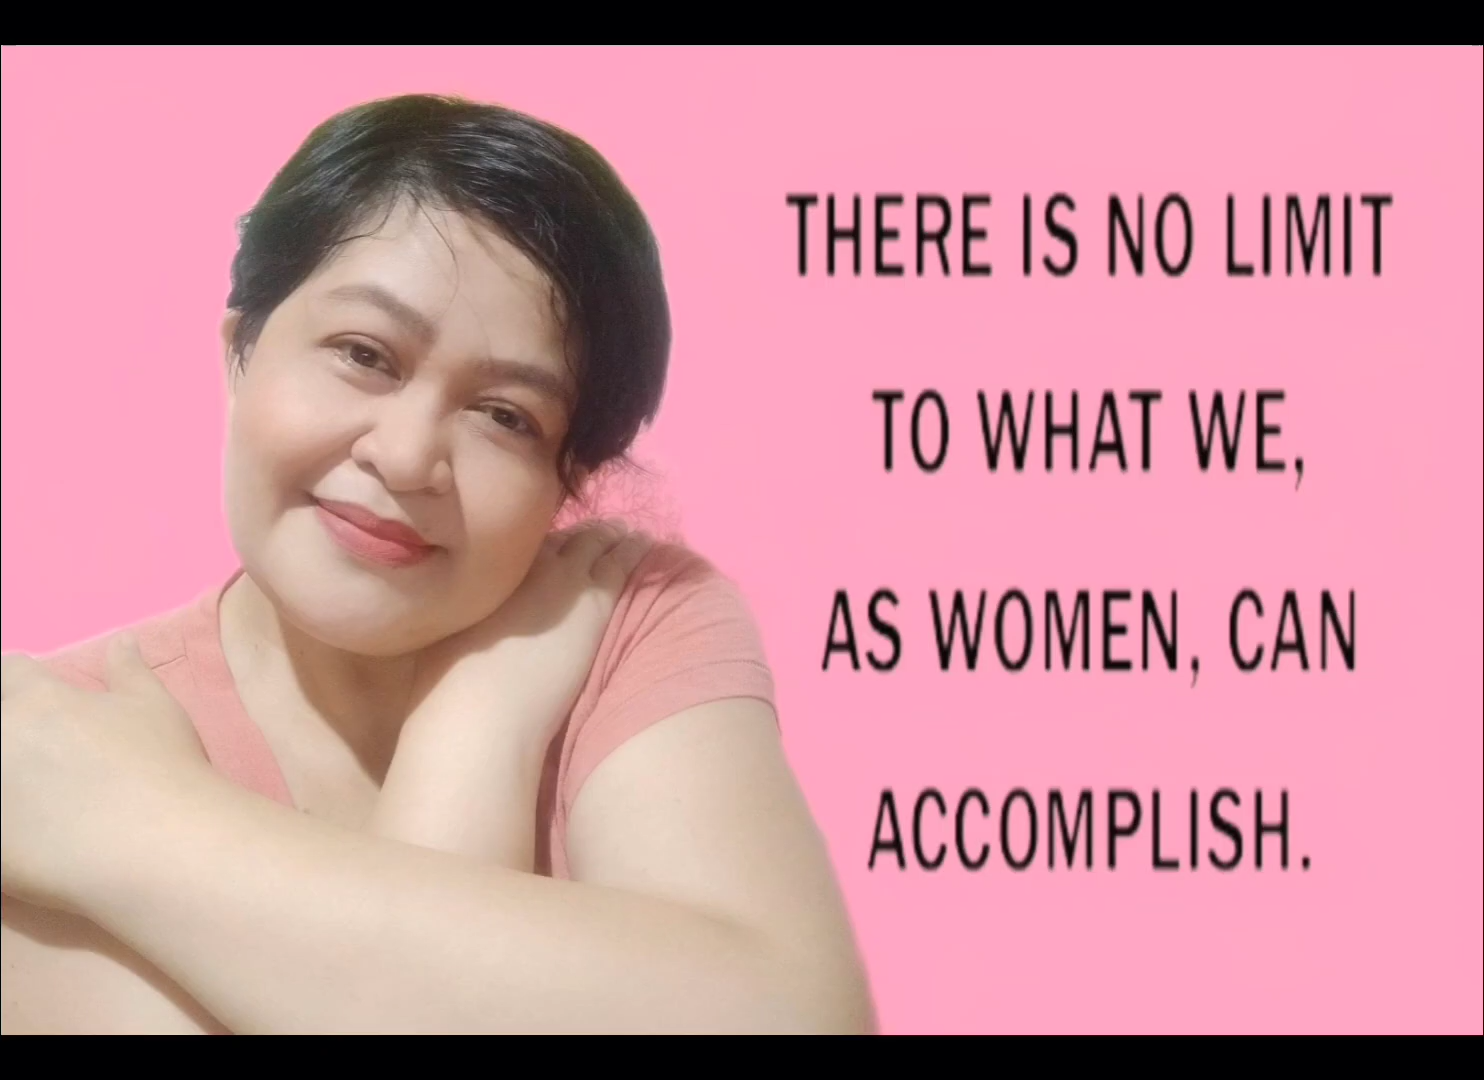 THERE IS NO LIMIT
TO WHAT WE,
AS WOMEN, CAN
ACCOMPLISH.